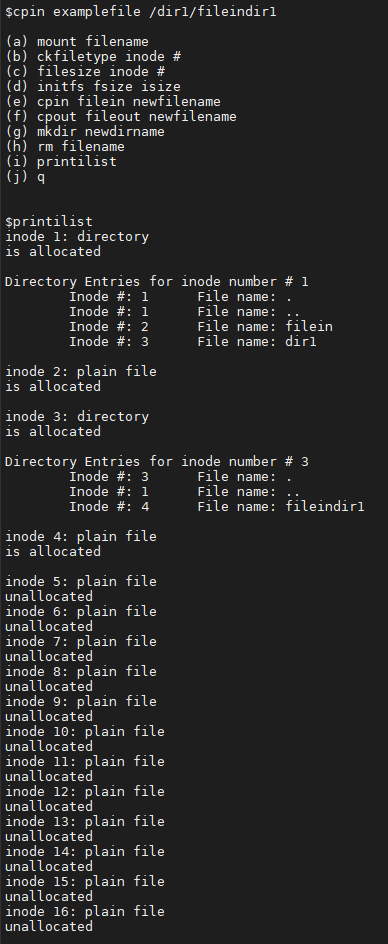 $cpin examplefile /dir1/fileindir1
(a) mount filename
(b) ckfiletype inode #
(c) filesize inode #
(d) initfs fsize isize
(e) cpin filein newfilename
(f) cpout fileout newfilename
(g) mkdir newdirname
(h) rm filename
(i) printilist
(j) q
$printilist
inode 1: directory
is allocated
Directory Entries for inode number # 1
Inode #: 1 File name: .
Inode #: 1 File name: ..
Inode #: 2 File name: filein
Inode #: 3 File name: dir1
inode 2: plain file
is allocated
inode 3: directory
is allocated
Directory Entries for inode number # 3
Inode #: 3 File name: .
Inode #: 1 File name: ..
Inode #: 4 File name: fileindir1
inode 4: plain file
is allocated
inode 5: plain file
unallocated
inode 6: plain file
unallocated
inode 7: plain file
unallocated
inode 8: plain file
unallocated
inode 9: plain file
unallocated
inode 10: plain file
unallocated
inode 11: plain file
unallocated
inode 12: plain file
unallocated
inode 13: plain file
unallocated
inode 14: plain file
unallocated
inode 15: plain file
unallocated
inode 16: plain file
unallocated